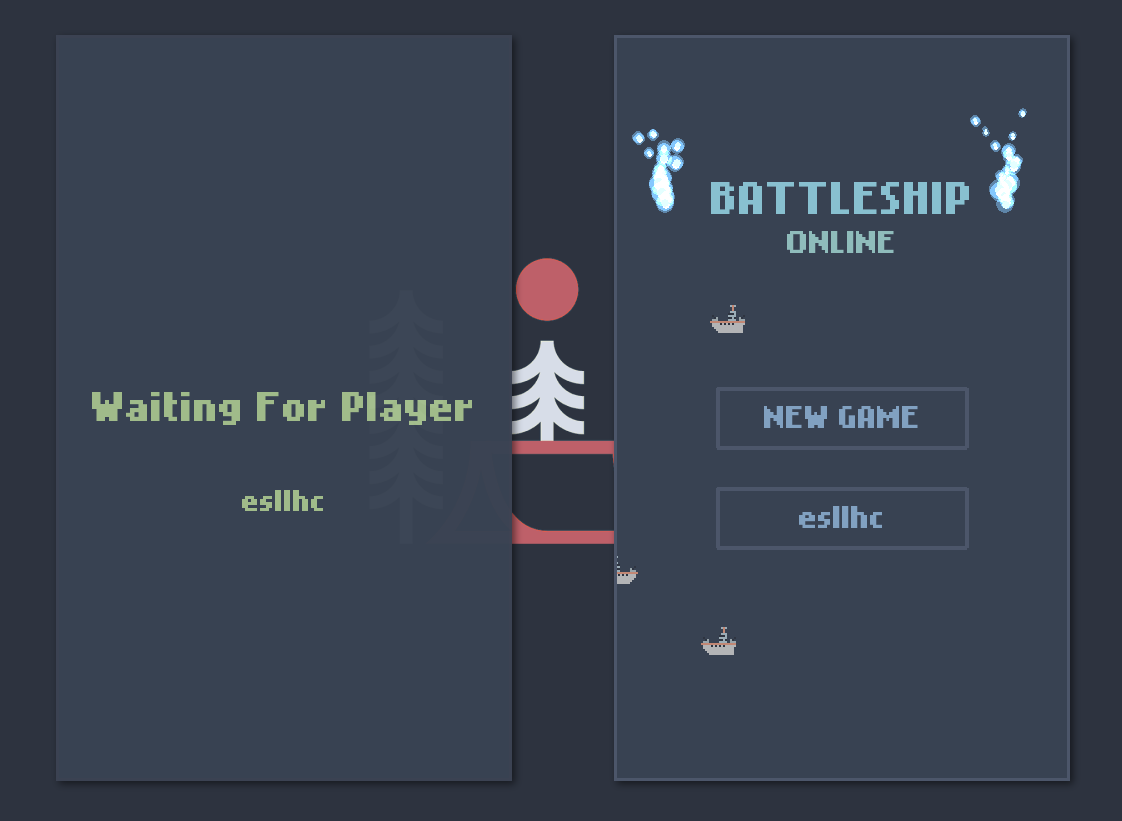 Waiting For Player
esllhc
BATTLESHIP
ONLINE
NEW GAME
esllhc